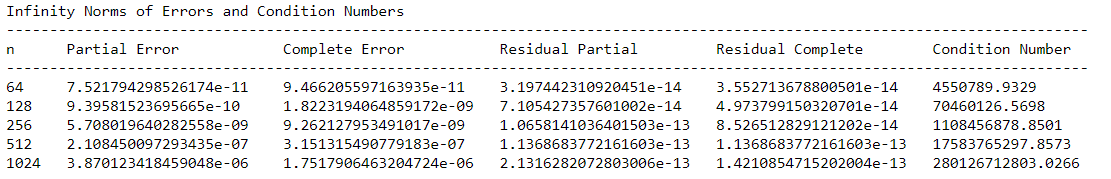 Infinity Norms of Errors and Condition Numbers
----------------------------------------------------------------------------------------------------------------------------
n      Partial Error            Complete Error           Residual Partial         Residual Complete        Condition Number
----------------------------------------------------------------------------------------------------------------------------
64     7.521794298526174e-11    9.466205597163935e-11    3.197442310920451e-14    3.552713678800501e-14    4550789.9329
128    9.39581523695665e-10     1.8223194064859172e-09   7.105427357601002e-14    4.973799150320701e-14    70460126.5698
256    5.708019640282558e-09    9.262127953491017e-09    1.0658141036401503e-13   8.526512829121202e-14    1108456878.8501
512    2.108450097293435e-07    3.151315490779183e-07    1.1368683772161603e-13   1.1368683772161603e-13   17583765297.8573
1024   3.870123418459048e-06    1.7517906463204724e-06   2.1316282072803006e-13   1.4210854715202004e-13   280126712803.0266